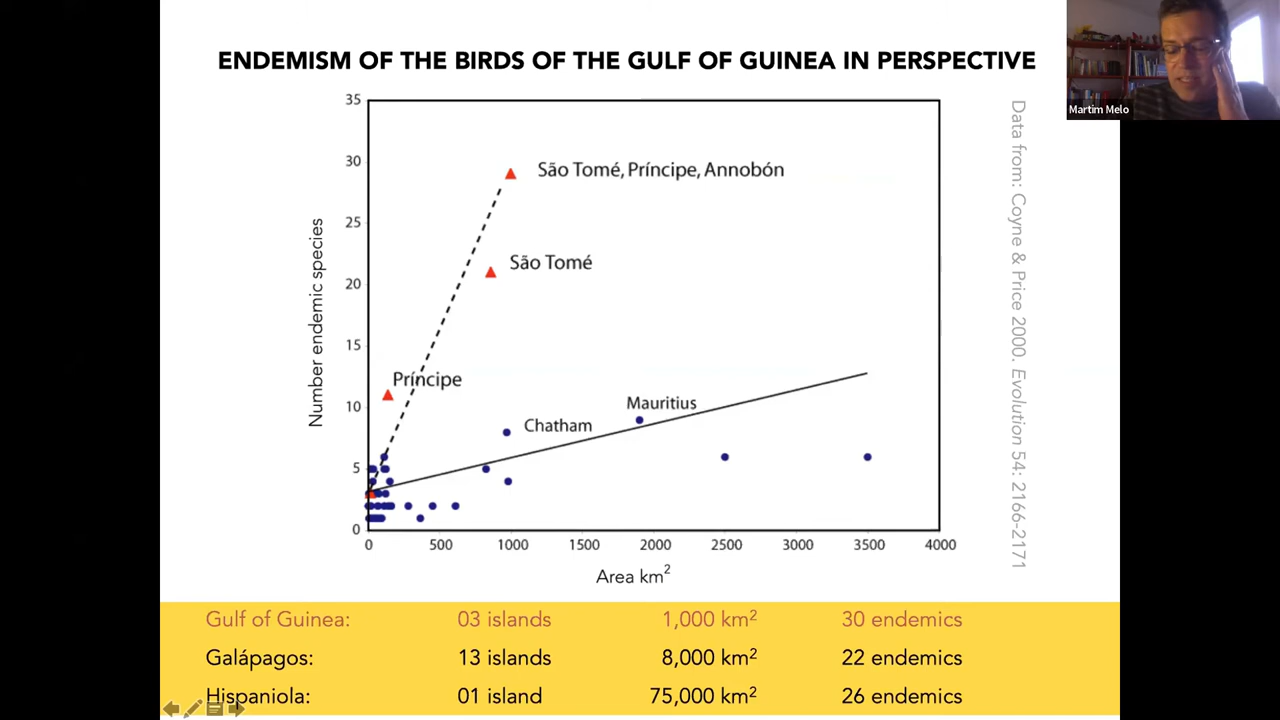 ENDEMISM OF THE BIRDS OF THE GULF OF GUINEA IN PERSPECTIVE
Martim Melo
35
30
25
20
15
10
5
0
Number endemic species
São Tomé, Príncipe, Annobón
São Tomé
Príncipe
Mauritius
Chatham
0 500 1000 1500 2000 2500 3000 3500 4000
Area km²
Data from: Coyne & Price 2000. Evolution 54: 2166-2171
Gulf of Guinea: 03 islands 1,000 km² 30 endemics
Galápagos: 13 islands 8,000 km² 22 endemics
Hispaniola: 01 island 75,000 km² 26 endemics